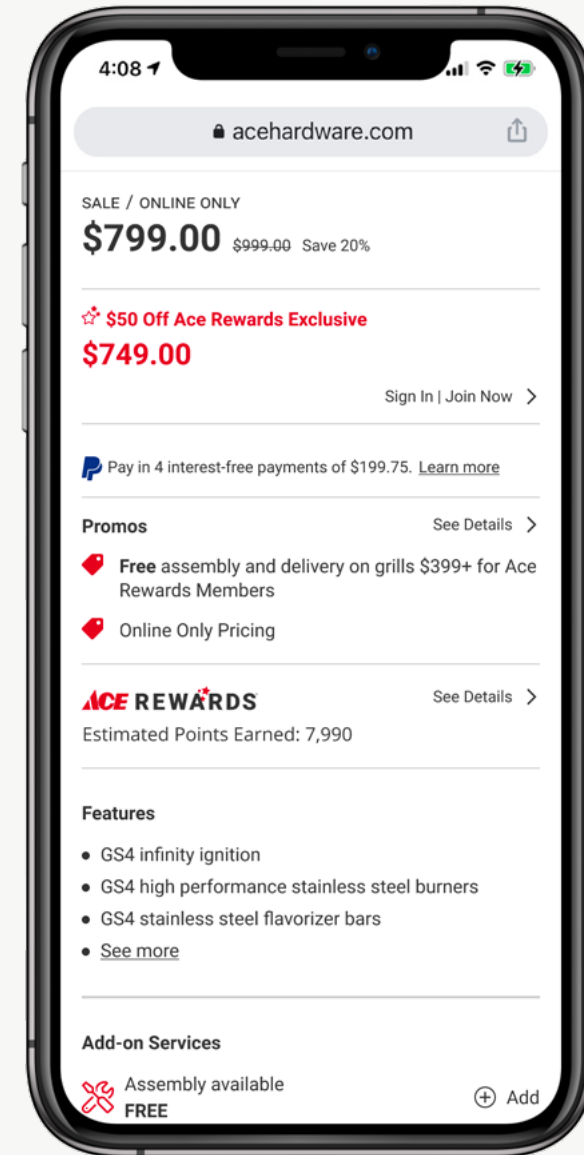 4:08
acehardware.com
SALE / ONLINE ONLY
$799.00 $999.00 Save 20%
$50 Off Ace Rewards Exclusive
$749.00
Sign In | Join Now
Pay in 4 interest-free payments of $199.75. Learn more
Promos See Details
Free assembly and delivery on grills $399+ for Ace
Rewards Members
Online Only Pricing
ACE REWARDS See Details
Estimated Points Earned: 7,990
Features
• GS4 infinity ignition
• GS4 high performance stainless steel burners
• GS4 stainless steel flavorizer bars
• See more
Add-on Services
Assembly available
FREE Add